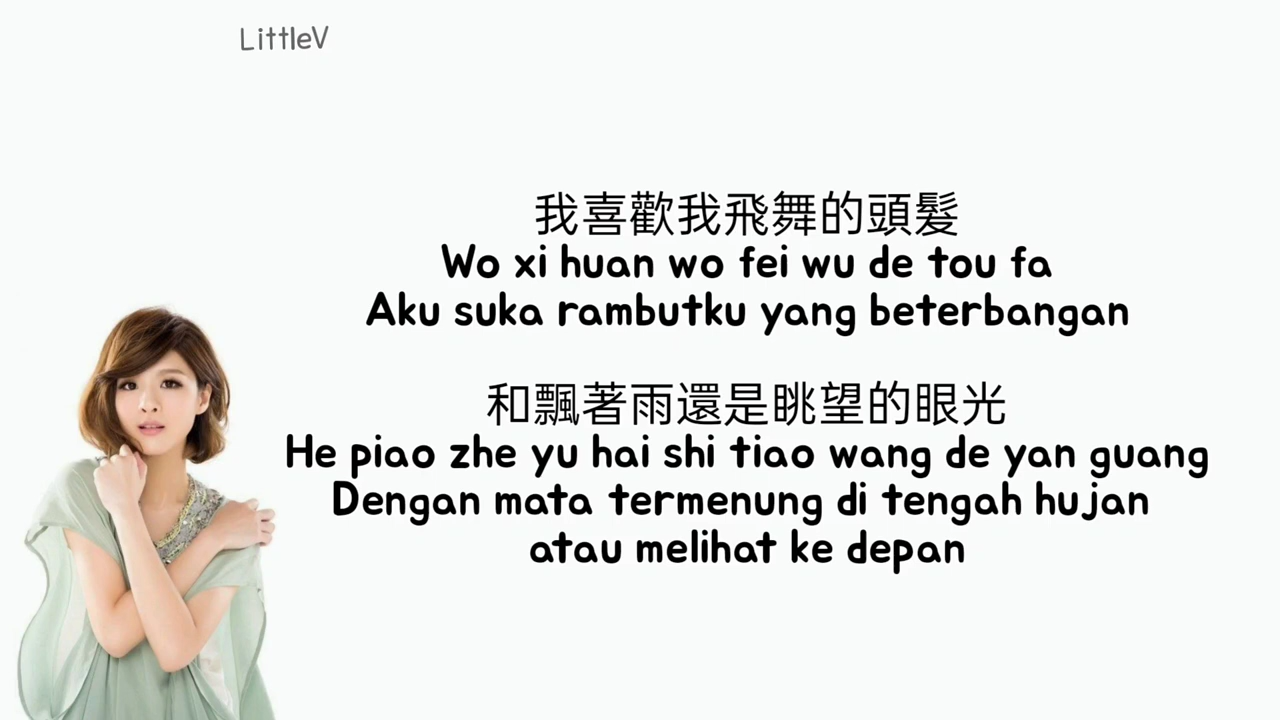 LittleV
我喜歡我飛舞的頭髮
Wo xi huan wo fei wu de tou fa
Aku suka rambutku yang beterbangan
和飄著雨還是眺望的眼光
He piao zhe yu hai shi tiao wang de yan guang
Dengan mata termenung di tengah hujan
atau melihat ke depan